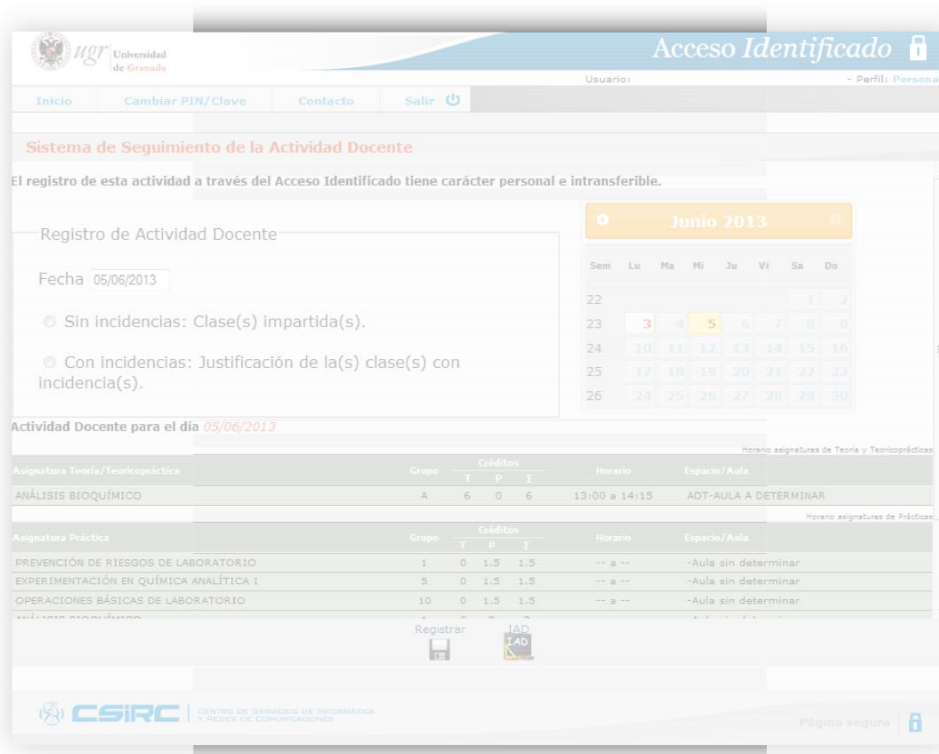 ugr Universidad
de Granada
Acceso Identificado
Usuario: - Perfil: Persona
Inicio Cambiar PIN/Clave Contacto Salir
Sistema de Seguimiento de la Actividad Docente
El registro de esta actividad a través del Acceso Identificado tiene carácter personal e intransferible.
Registro de Actividad Docente
Fecha 05/06/2013
Sin incidencias: Clase(s) impartida(s).
Con incidencias: Justificación de la(s) clase(s) con
incidencia(s).
Junio 2013
Sem Lu Ma Mi Ju Vi Sa Do
22 1 2
23 3 4 5 6 7 8 9
24 10 11 12 13 14 15 16
25 17 18 19 20 21 22 23
26 24 25 26 27 28 29 30
Actividad Docente para el día 05/06/2013
Horario asignaturas de Teoría y Teoricoprácticas
Asignatura Teoría/Teoricopráctica Grupo Créditos Horario Espacio/Aula
T P Σ
ANÁLISIS BIOQUÍMICO A 6 0 6 13:00 a 14:15 ADT-AULA A DETERMINAR
Horario asignaturas de Prácticas
Asignatura Práctica Grupo Créditos Horario Espacio/Aula
T P Σ
PREVENCIÓN DE RIESGOS DE LABORATORIO 1 0 1.5 1.5 -- a -- -Aula sin determinar
EXPERIMENTACIÓN EN QUÍMICA ANALÍTICA I 5 0 1.5 1.5 -- a -- -Aula sin determinar
OPERACIONES BÁSICAS DE LABORATORIO 10 0 1.5 1.5 -- a -- -Aula sin determinar
Registrar IAD
IAD
CSIRC CENTRO DE SERVICIOS DE INFORMÁTICA
Y REDES DE COMUNICACIONES
Página segura